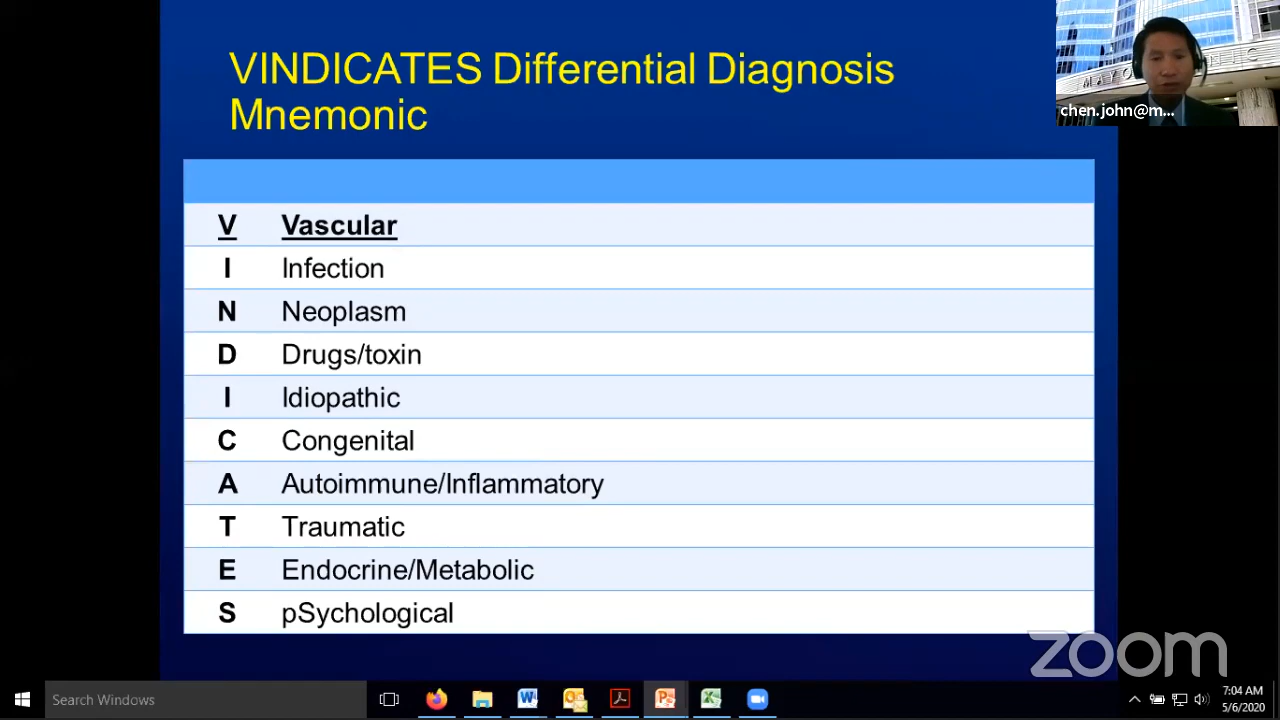 VINDICATES Differential Diagnosis
Mnemonic
chen.john@m...
V Vascular
I Infection
N Neoplasm
D Drugs/toxin
I Idiopathic
C Congenital
A Autoimmune/Inflammatory
T Traumatic
E Endocrine/Metabolic
S pSychological
zoom
Search Windows
7:04 AM
5/6/2020